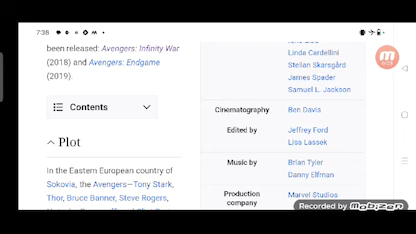 7:38
been released: Avengers: Infinity War
(2018) and Avengers: Endgame
(2019).
Contents
Plot
In the Eastern European country of
Sokovia, the Avengers—Tony Stark,
Thor, Bruce Banner, Steve Rogers,
Linda Cardellini
Stellan Skarsgård
James Spader
Samuel L. Jackson
Cinematography Ben Davis
Edited by Jeffrey Ford
Lisa Lassek
Music by Brian Tyler
Danny Elfman
Production
company
Marvel Studios
Recorded by Mobizen